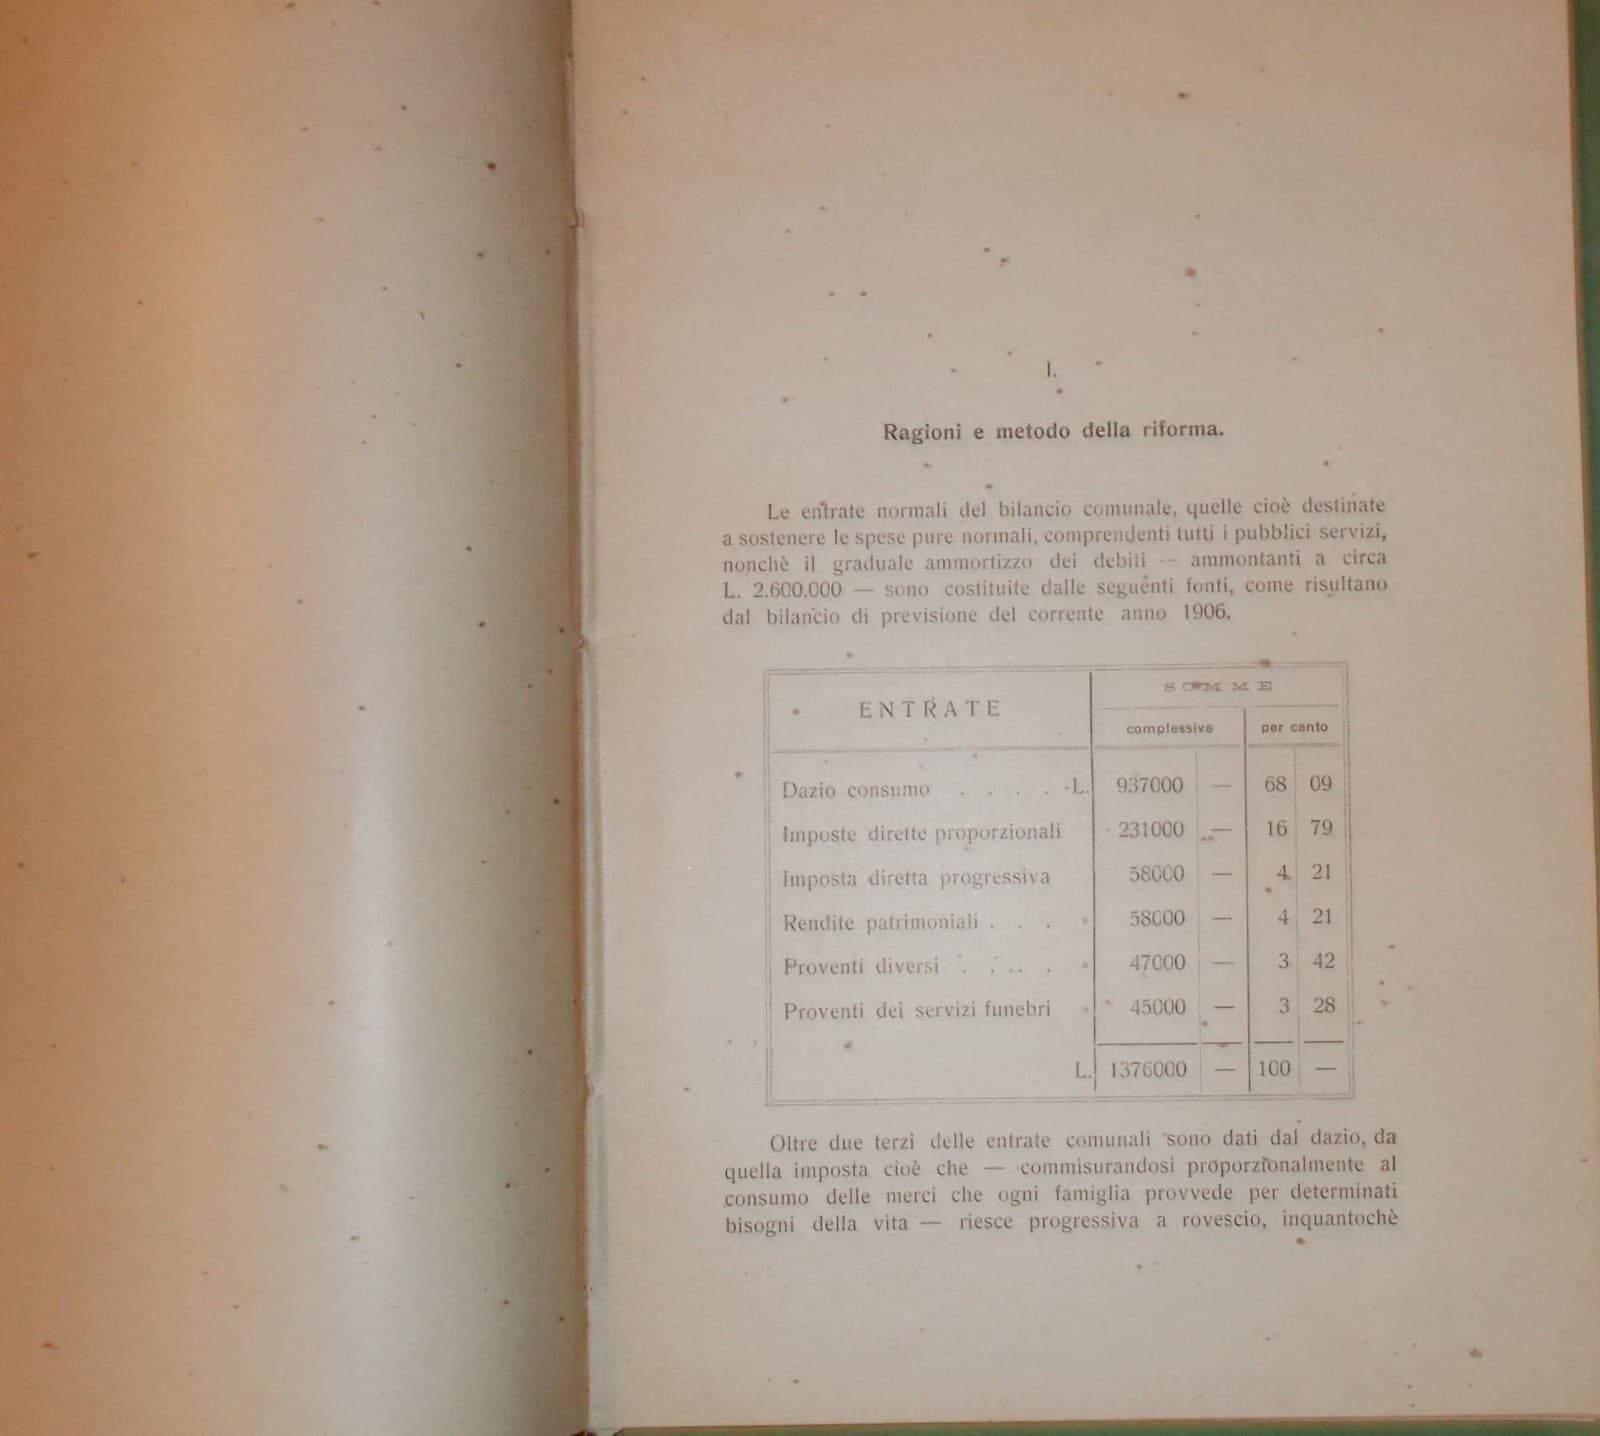 I.
Ragioni e metodo della riforma.
Le entrate normali del bilancio comunale, quelle cioè destinate
a sostenere le spese pure normali, comprendenti tutti i pubblici servizi,
nonchè il graduale ammortizzo dei debiti — ammontanti a circa
L. 2.600.000 — sono costituite dalle seguenti fonti, come risultano
dal bilancio di previsione del corrente anno 1906.
ENTRATE SOMME
complessive per cento
Dazio consumo . . . . L. 937000 — 68 09
Imposte dirette proporzionali 231000 — 16 79
Imposta diretta progressiva 58000 — 4 21
Rendite patrimoniali . . . » 58000 — 4 21
Proventi diversi . . . . » 47000 — 3 42
Proventi dei servizi funebri » 45000 — 3 28
L. 1376000 — 100 —
Oltre due terzi delle entrate comunali sono dati dal dazio, da
quella imposta cioè che — commisurandosi proporzionalmente al
consumo delle merci che ogni famiglia provvede per determinati
bisogni della vita — riesce progressiva a rovescio, inquantochè